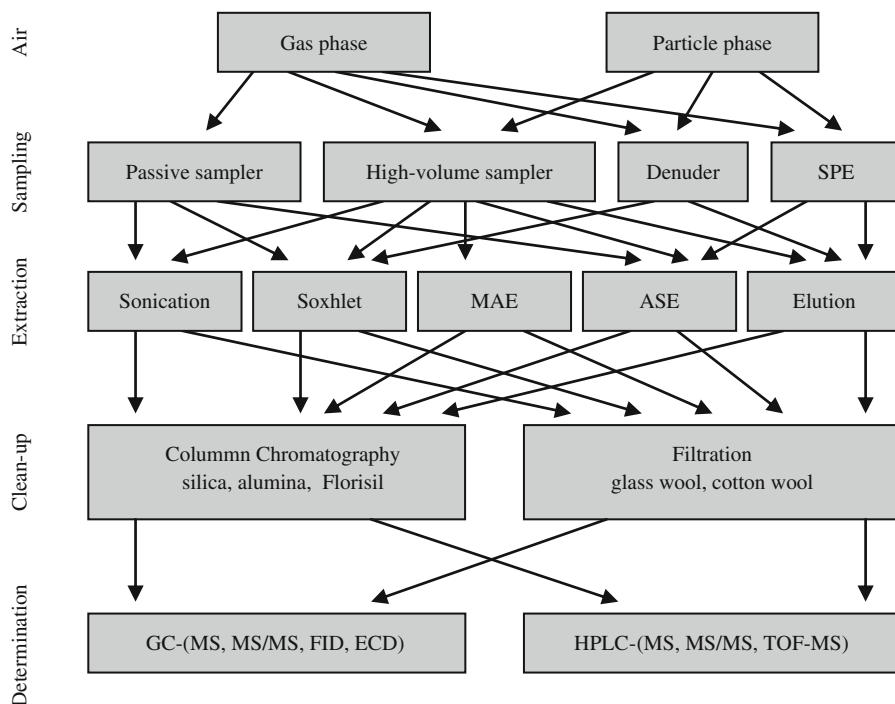 Air
Gas phase
Particle phase
Sampling
Passive sampler
High-volume sampler
Denuder
SPE
Extraction
Sonication
Soxhlet
MAE
ASE
Elution
Clean-up
Columnn Chromatography
silica, alumina, Florisil
Filtration
glass wool, cotton wool
Determination
GC-(MS, MS/MS, FID, ECD)
HPLC-(MS, MS/MS, TOF-MS)